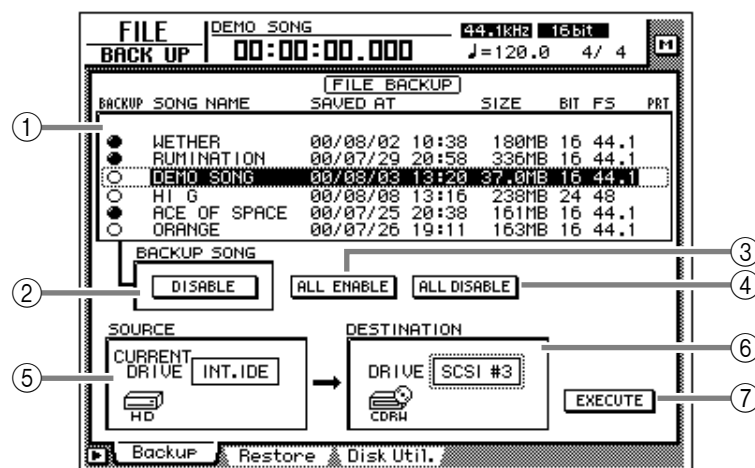 FILE
BACK UP
DEMO SONG
00:00:00.000
44.1kHz 16bit
♩=120.0 4/ 4
M
FILE BACKUP
BACKUP SONG NAME SAVED AT SIZE BIT FS PRT
WETHER 00/08/02 10:38 180MB 16 44.1
RUMINATION 00/07/29 20:58 336MB 16 44.1
DEMO SONG 00/08/03 13:20 37.0MB 16 44.1
HI G 00/08/08 13:16 238MB 24 48
ACE OF SPACE 00/07/25 20:38 161MB 16 44.1
ORANGE 00/07/26 19:11 163MB 16 44.1
1
BACKUP SONG
DISABLE
ALL ENABLE
ALL DISABLE
2
3
4
SOURCE
CURRENT
DRIVE INT.IDE
HD
5
DESTINATION
DRIVE SCSI #3
CDRW
6
EXECUTE
7
Backup Restore Disk Util.